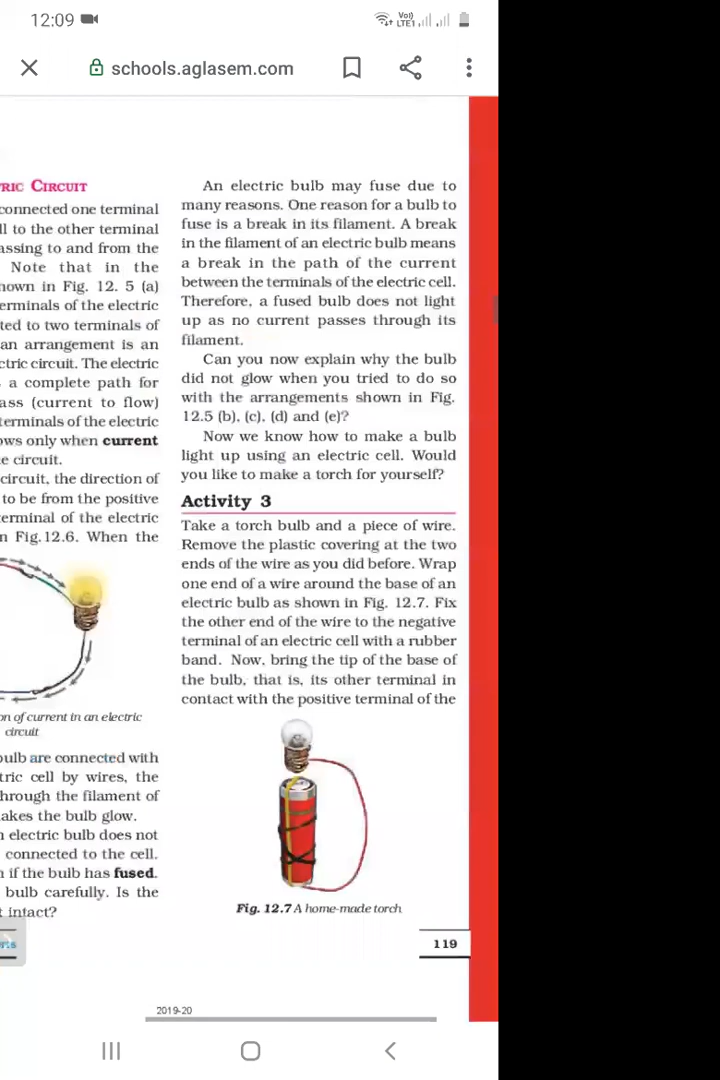 12:09
Vo)) LTE1
schools.aglasem.com
RIC CIRCUIT
connected one terminal
ll to the other terminal
assing to and from the
Note that in the
hown in Fig. 12. 5 (a)
erminals of the electric
ted to two terminals of
an arrangement is an
ctric circuit. The electric
a complete path for
ass (current to flow)
terminals of the electric
ows only when current
e circuit.
circuit, the direction of
to be from the positive
erminal of the electric
n Fig.12.6. When the
on of current in an electric
circuit
bulb are connected with
tric cell by wires, the
hrough the filament of
akes the bulb glow.
n electric bulb does not
connected to the cell.
n if the bulb has fused.
bulb carefully. Is the
t intact?
An electric bulb may fuse due to
many reasons. One reason for a bulb to
fuse is a break in its filament. A break
in the filament of an electric bulb means
a break in the path of the current
between the terminals of the electric cell.
Therefore, a fused bulb does not light
up as no current passes through its
filament.
Can you now explain why the bulb
did not glow when you tried to do so
with the arrangements shown in Fig.
12.5 (b), (c), (d) and (e)?
Now we know how to make a bulb
light up using an electric cell. Would
you like to make a torch for yourself?
Activity 3
Take a torch bulb and a piece of wire.
Remove the plastic covering at the two
ends of the wire as you did before. Wrap
one end of a wire around the base of an
electric bulb as shown in Fig. 12.7. Fix
the other end of the wire to the negative
terminal of an electric cell with a rubber
band. Now, bring the tip of the base of
the bulb, that is, its other terminal in
contact with the positive terminal of the
Fig. 12.7 A home-made torch
119
2019-20